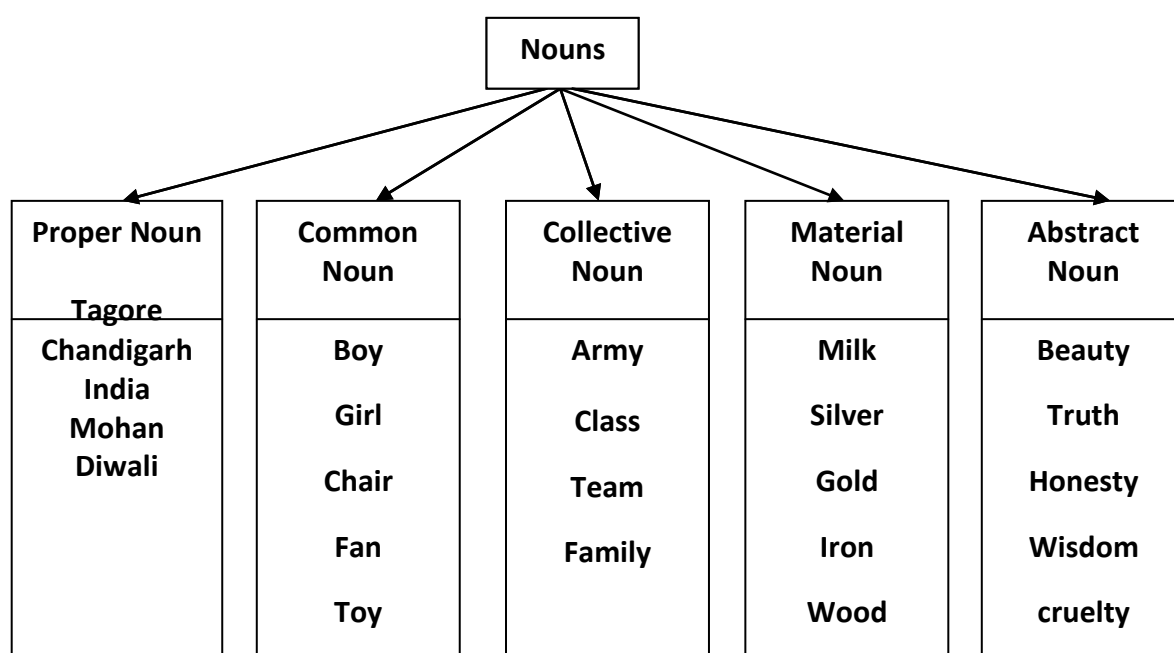 Nouns
Proper Noun
Tagore
Chandigarh
India
Mohan
Diwali
Common
Noun
Boy
Girl
Chair
Fan
Toy
Collective
Noun
Army
Class
Team
Family
Material
Noun
Milk
Silver
Gold
Iron
Wood
Abstract
Noun
Beauty
Truth
Honesty
Wisdom
cruelty